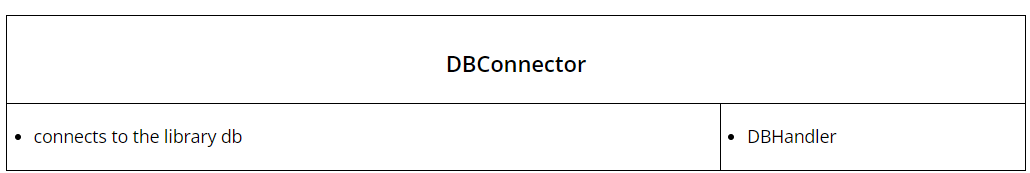 DBConnector
• connects to the library db
• DBHandler